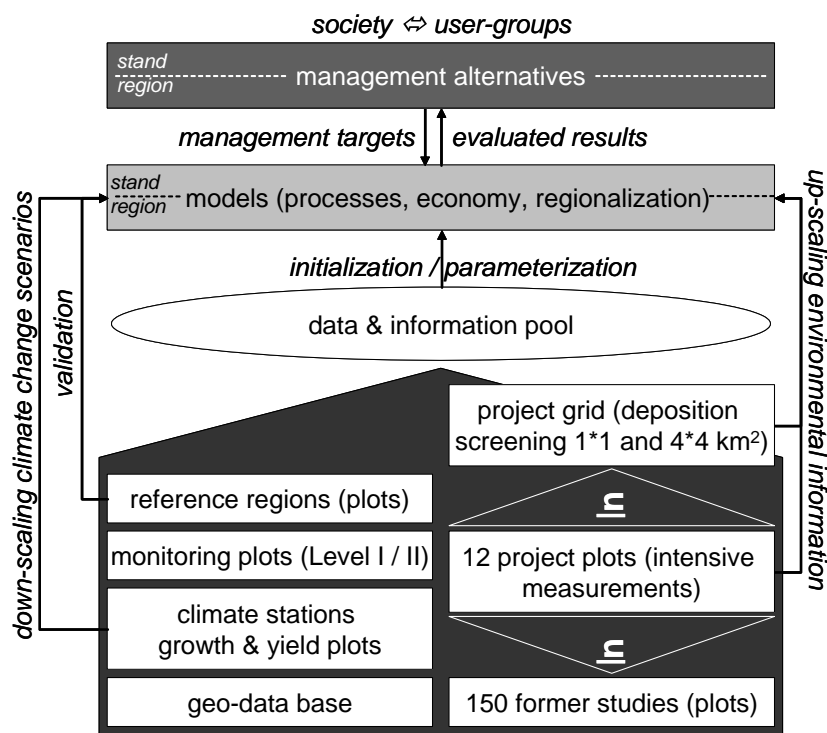 society ⇔ user-groups
stand
region
management alternatives
management targets
evaluated results
stand
region
models (processes, economy, regionalization)
initialization / parameterization
data & information pool
down-scaling climate change scenarios
validation
up-scaling environmental information
project grid (deposition
screening 1*1 and 4*4 km²)
reference regions (plots)
⊆
monitoring plots (Level I / II)
12 project plots (intensive
measurements)
climate stations
growth & yield plots
⊆
geo-data base
150 former studies (plots)